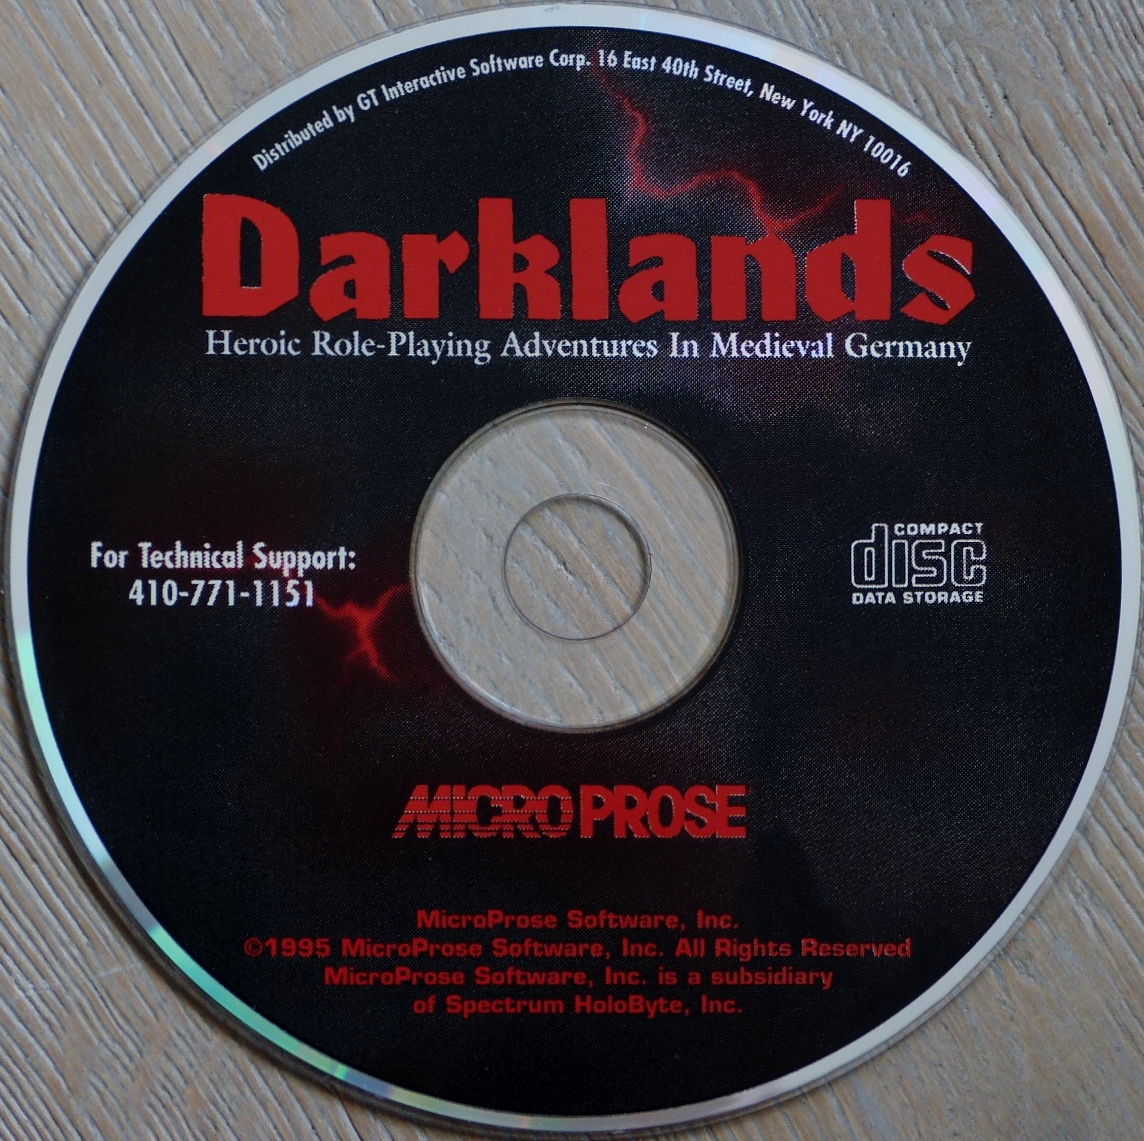 Distributed by GT Interactive Software Corp. 16 East 40th Street, New York NY 10016
Darklands
Heroic Role-Playing Adventures In Medieval Germany
For Technical Support:
410-771-1151
COMPACT
disc
DATA STORAGE
MICROPROSE
MicroProse Software, Inc.
©1995 MicroProse Software, Inc. All Rights Reserved
MicroProse Software, Inc. is a subsidiary
of Spectrum HoloByte, Inc.